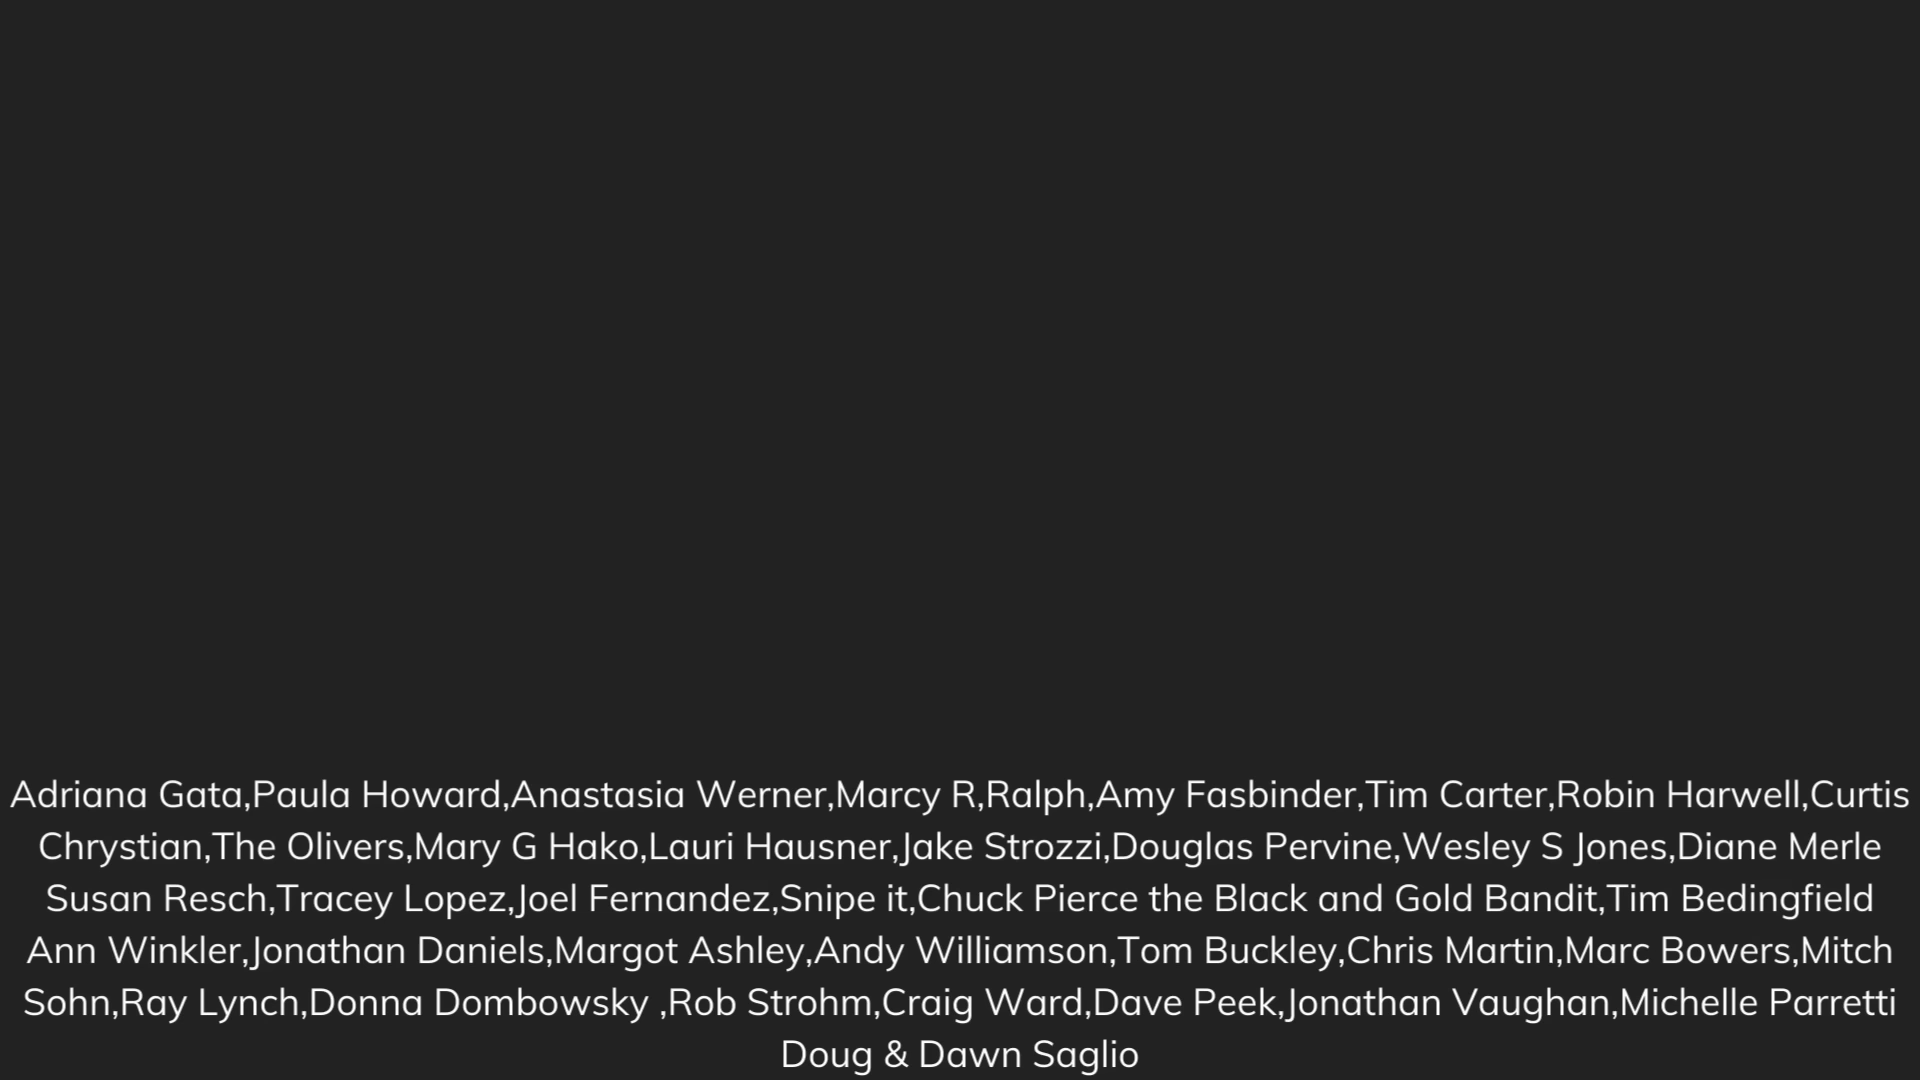 Adriana Gata,Paula Howard,Anastasia Werner,Marcy R,Ralph,Amy Fasbinder,Tim Carter,Robin Harwell,Curtis
Chrystian,The Olivers,Mary G Hako,Lauri Hausner,Jake Strozzi,Douglas Pervine,Wesley S Jones,Diane Merle
Susan Resch,Tracey Lopez,Joel Fernandez,Snipe it,Chuck Pierce the Black and Gold Bandit,Tim Bedingfield
Ann Winkler,Jonathan Daniels,Margot Ashley,Andy Williamson,Tom Buckley,Chris Martin,Marc Bowers,Mitch
Sohn,Ray Lynch,Donna Dombowsky ,Rob Strohm,Craig Ward,Dave Peek,Jonathan Vaughan,Michelle Parretti
Doug & Dawn Saglio